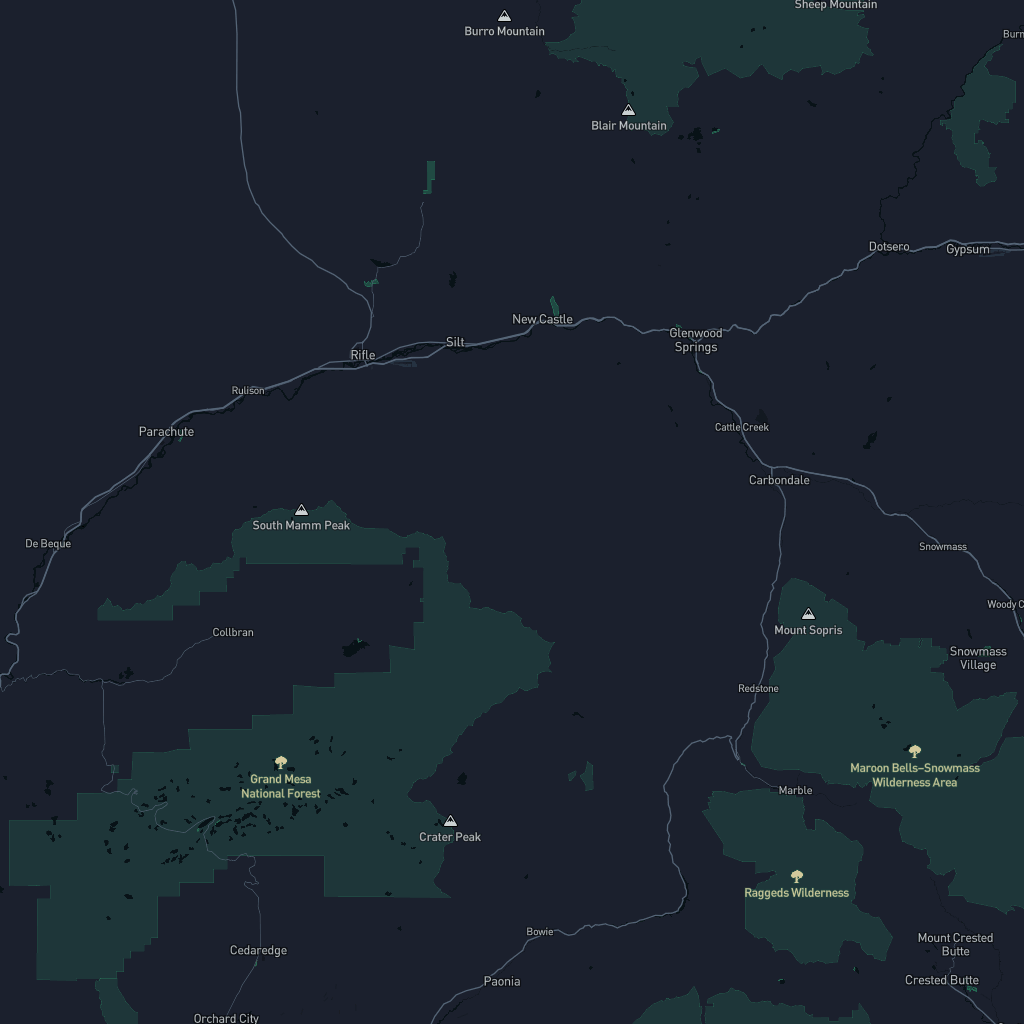 Sheep Mountain
Burro Mountain
Burn
Blair Mountain
Dotsero
Gypsum
New Castle
Glenwood
Springs
Silt
Rifle
Rulison
Parachute
Cattle Creek
Carbondale
South Mamm Peak
De Beque
Snowmass
Woody C
Mount Sopris
Collbran
Snowmass
Village
Redstone
Maroon Bells–Snowmass
Wilderness Area
Grand Mesa
National Forest
Marble
Crater Peak
Raggeds Wilderness
Bowie
Mount Crested
Butte
Cedaredge
Paonia
Crested Butte
Orchard City